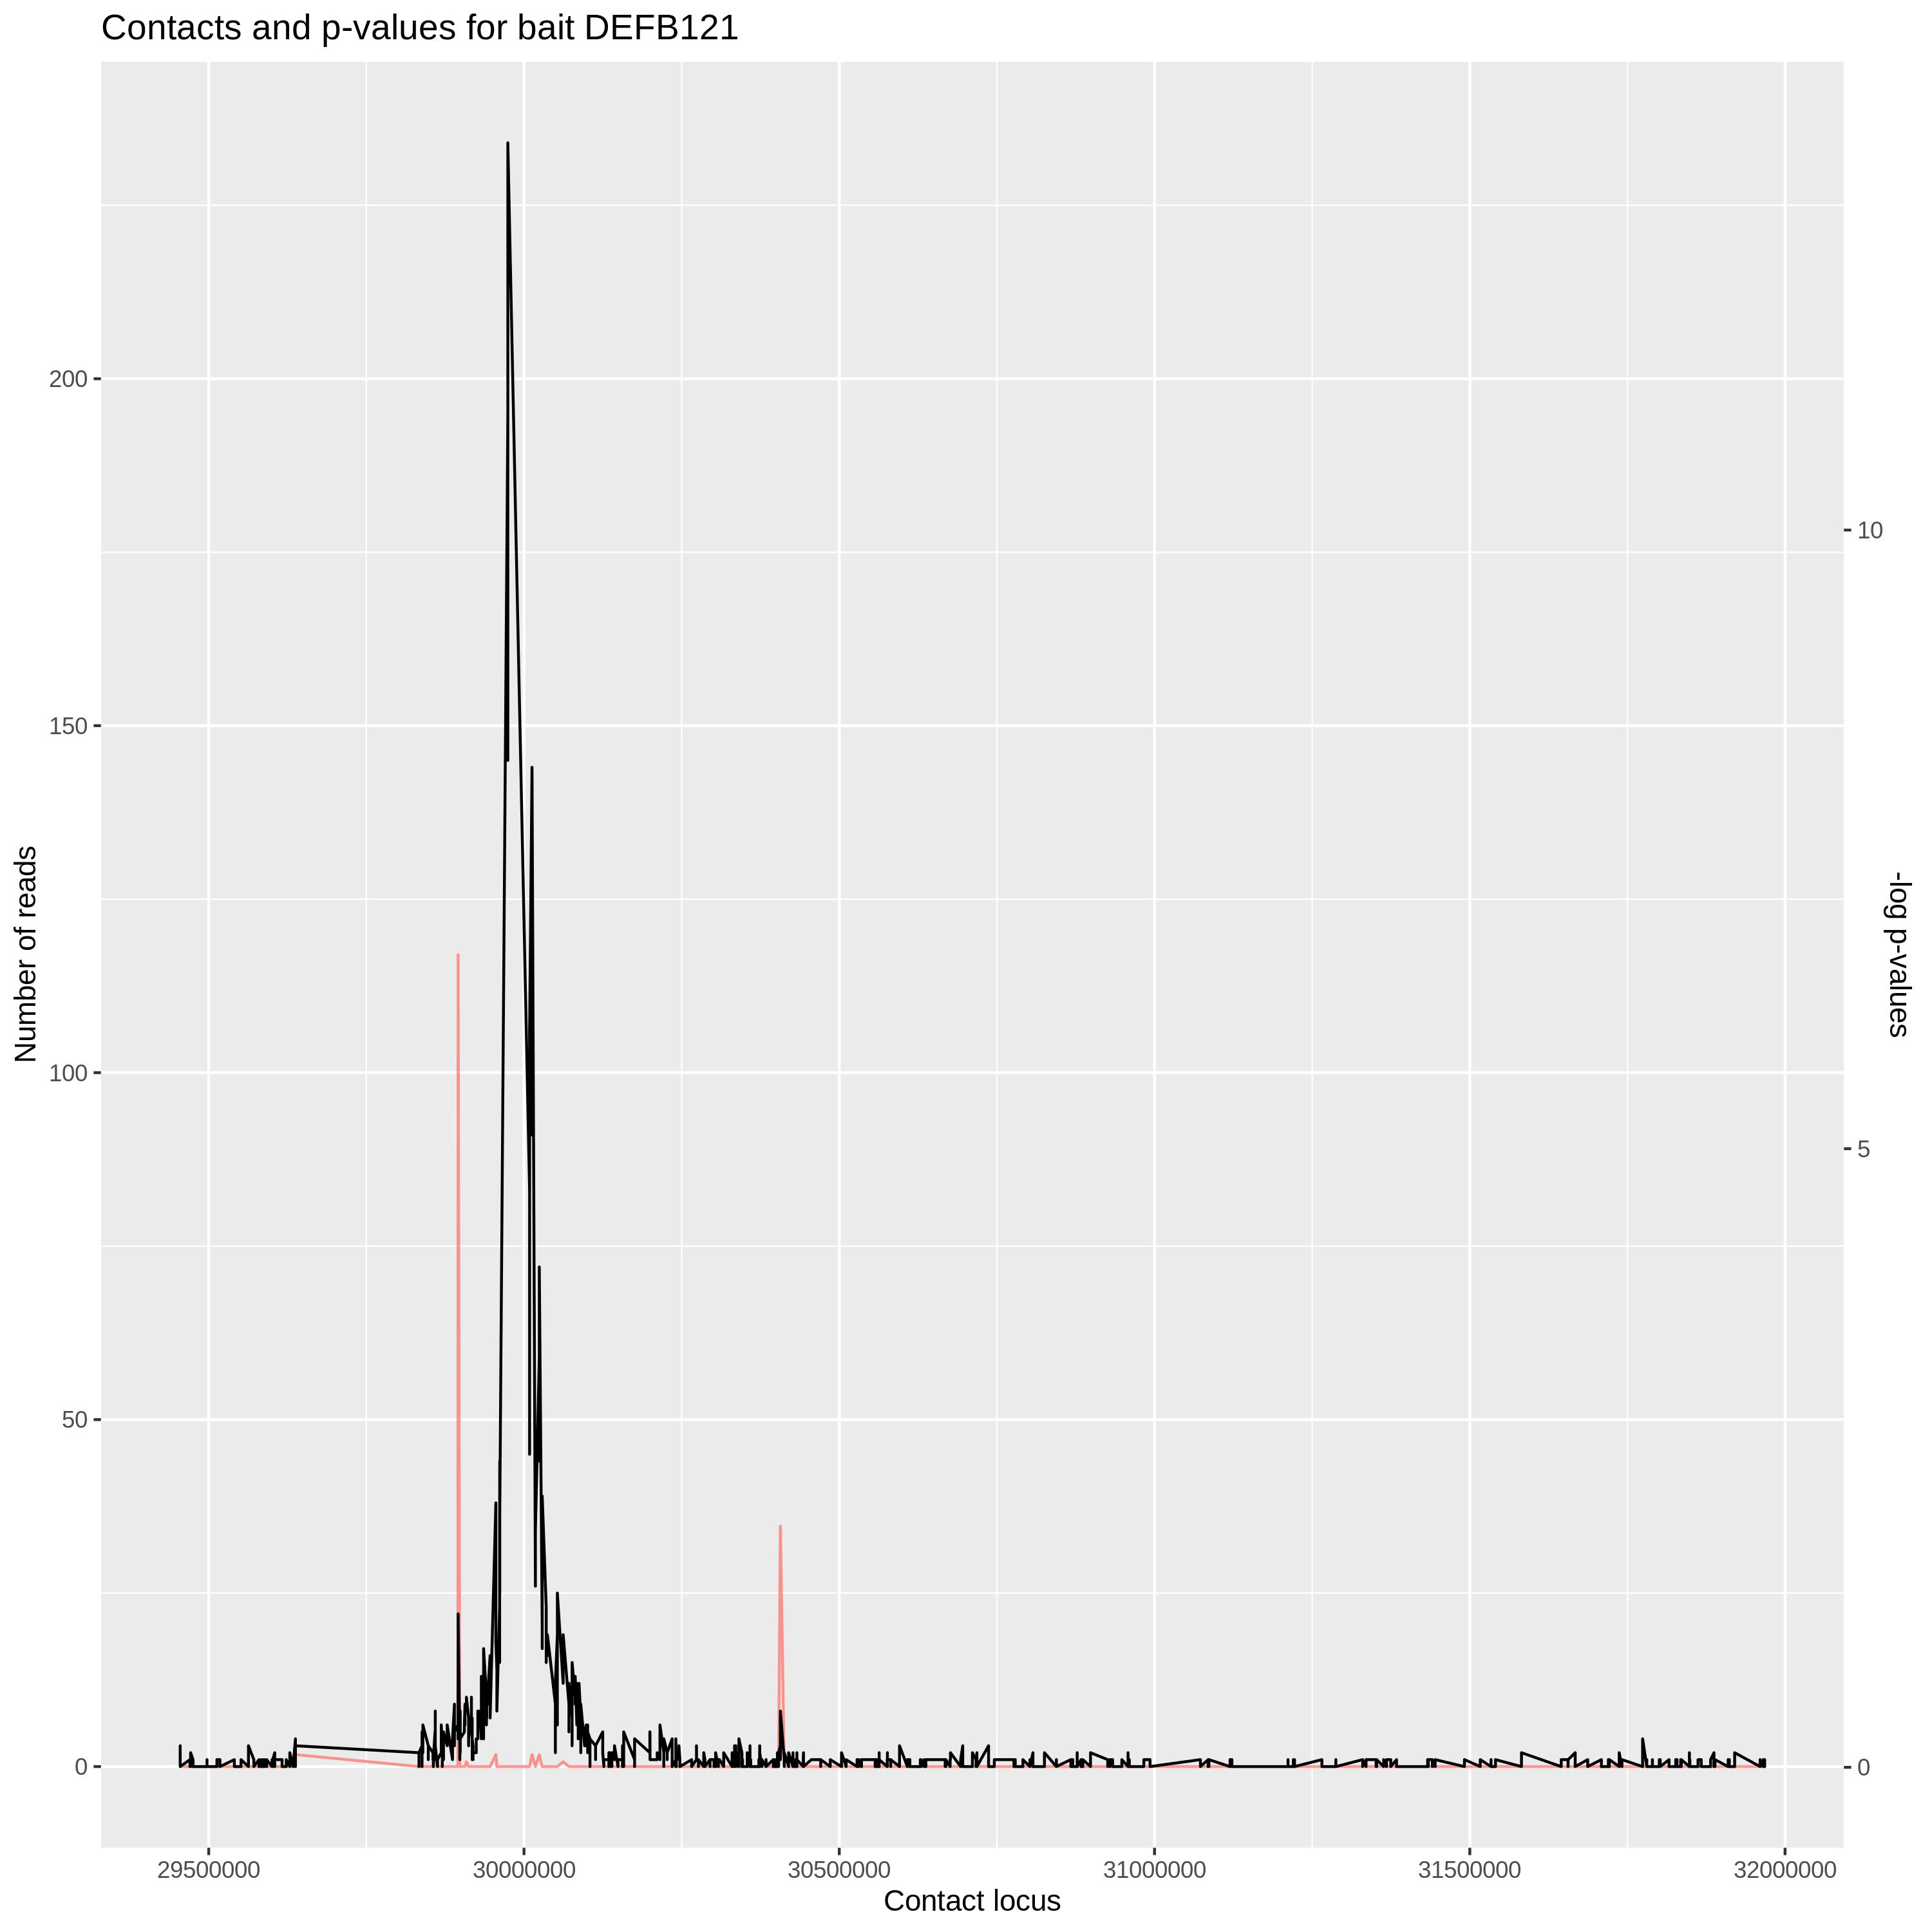 Contacts and p-values for bait DEFB121
Number of reads
200
150
100
50
0
10
5
0
-log p-values
29500000 30000000 30500000 31000000 31500000 32000000
Contact locus